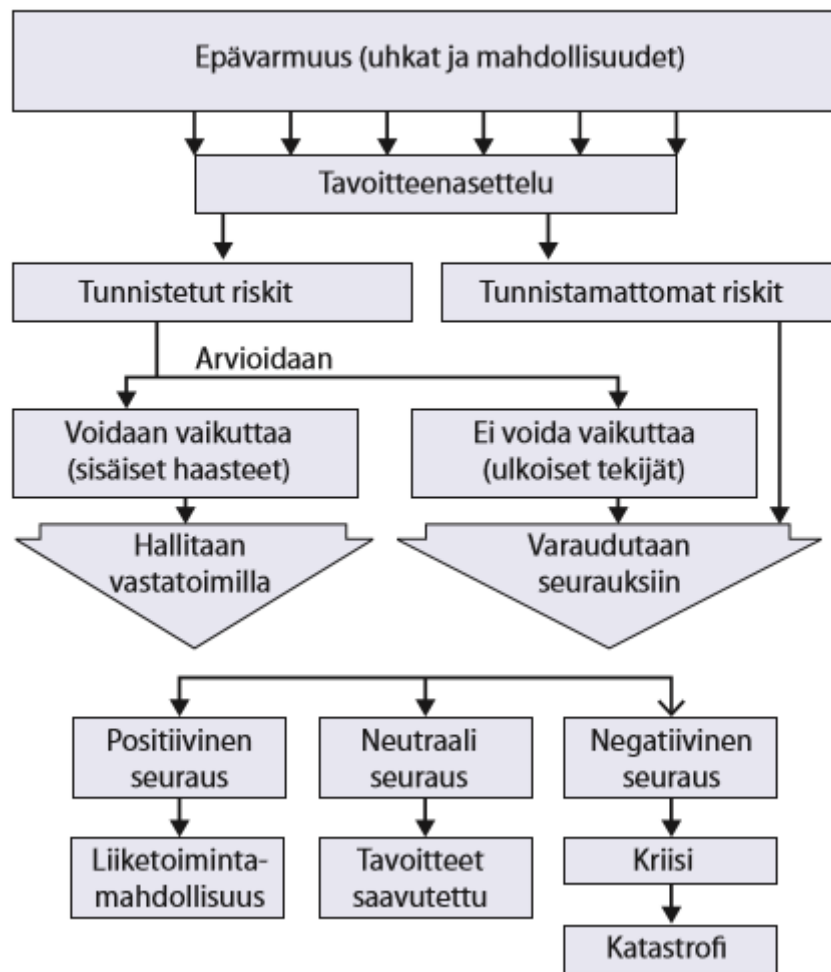 Epävarmuus (uhkat ja mahdollisuudet)
Tavoitteenasettelu
Tunnistetut riskit
Tunnistamattomat riskit
Arvioidaan
Voidaan vaikuttaa
(sisäiset haasteet)
Ei voida vaikuttaa
(ulkoiset tekijät)
Hallitaan
vastatoimilla
Varaudutaan
seurauksiin
Positiivinen
seuraus
Neutraali
seuraus
Negatiivinen
seuraus
Liiketoiminta-
mahdollisuus
Tavoitteet
saavutettu
Kriisi
Katastrofi